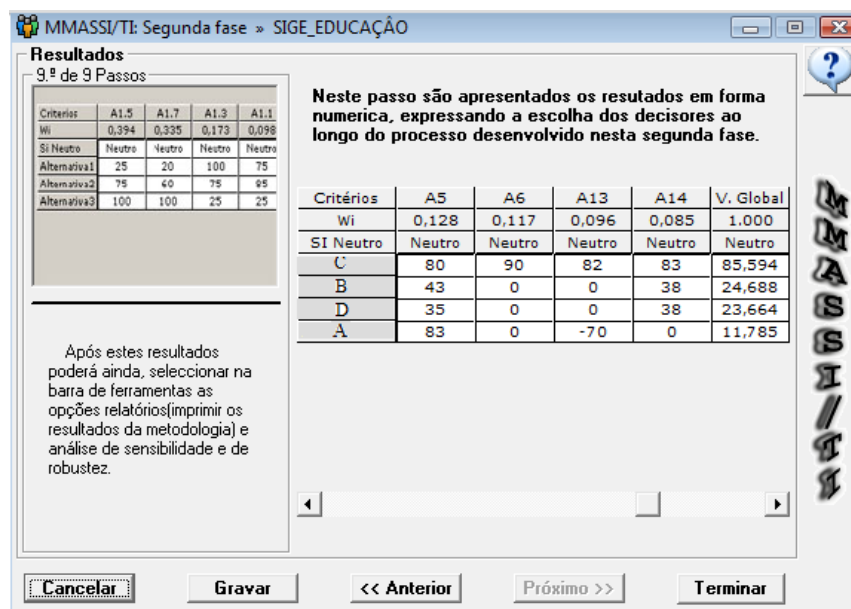 MMASSI/TI: Segunda fase » SIGE_EDUCAÇÂO
Resultados
9.º de 9 Passos
Criterios A1.5 A1.7 A1.3 A1.1
Wi 0,394 0,335 0,173 0,098
SI Neutro Neutro Neutro Neutro Neutro
Alternativa1 25 20 100 75
Alternativa2 75 60 75 95
Alternativa3 100 100 25 25
Após estes resultados
poderá ainda, seleccionar na
barra de ferramentas as
opções relatórios(imprimir os
resultados da metodologia) e
análise de sensibilidade e de
robustez.
Neste passo são apresentados os resutados em forma
numerica, expressando a escolha dos decisores ao
longo do processo desenvolvido nesta segunda fase.
Critérios A5 A6 A13 A14 V. Global
Wi 0,128 0,117 0,096 0,085 1.000
SI Neutro Neutro Neutro Neutro Neutro Neutro
C 80 90 82 83 85,594
B 43 0 0 38 24,688
D 35 0 0 38 23,664
A 83 0 -70 0 11,785
?
MMASSI/TI
Cancelar
Gravar
<< Anterior
Próximo >>
Terminar